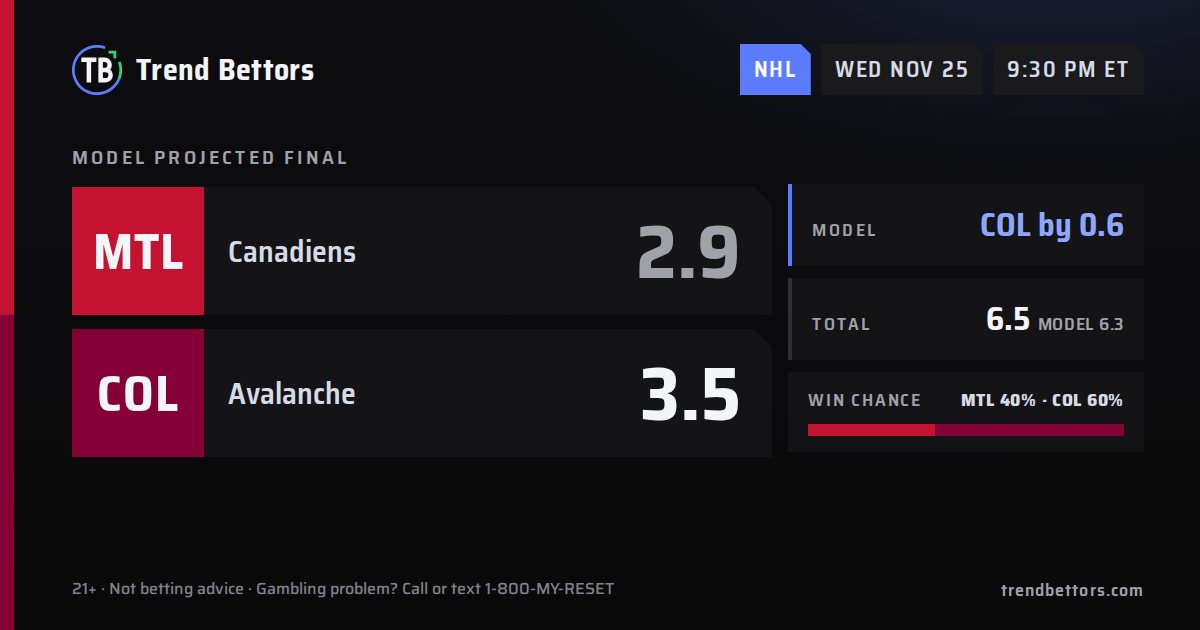 TB Trend Bettors
NHL WED NOV 25 9:30 PM ET
MODEL PROJECTED FINAL
MTL Canadiens 2.9
COL Avalanche 3.5
MODEL COL by 0.6
TOTAL 6.5 MODEL 6.3
WIN CHANCE MTL 40% · COL 60%
21+ · Not betting advice · Gambling problem? Call or text 1-800-MY-RESET
trendbettors.com